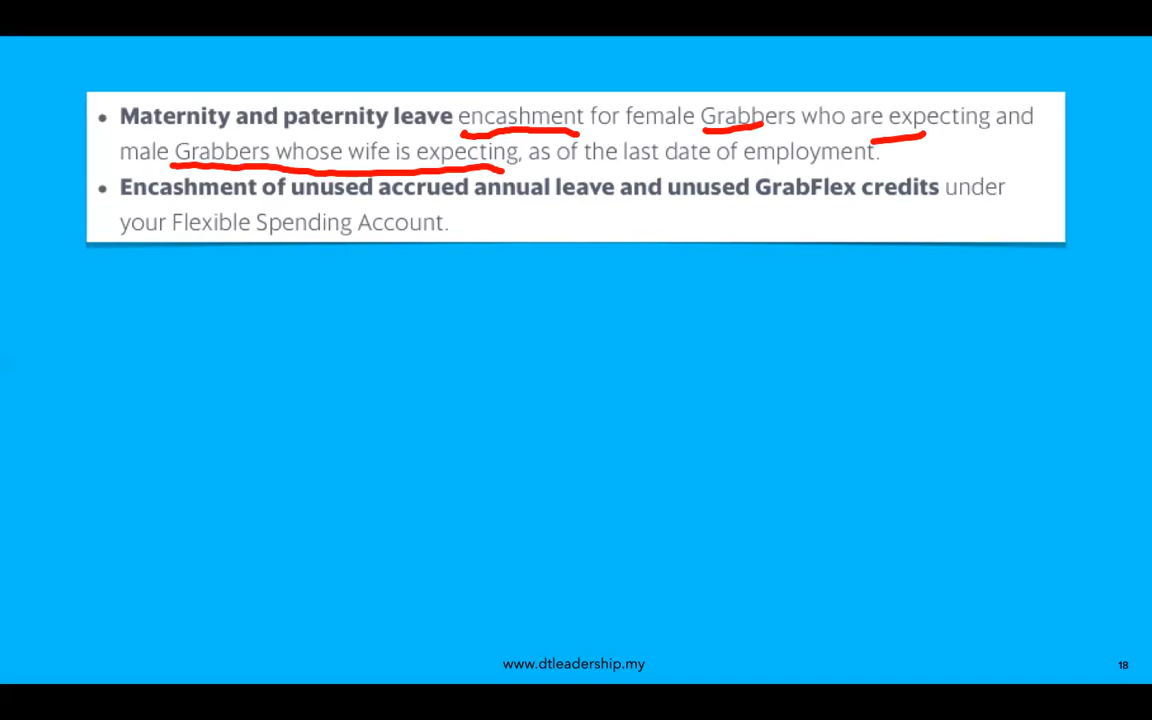 • Maternity and paternity leave encashment for female Grabbers who are expecting and
male Grabbers whose wife is expecting, as of the last date of employment.
• Encashment of unused accrued annual leave and unused GrabFlex credits under
your Flexible Spending Account.
www.dtleadership.my
18